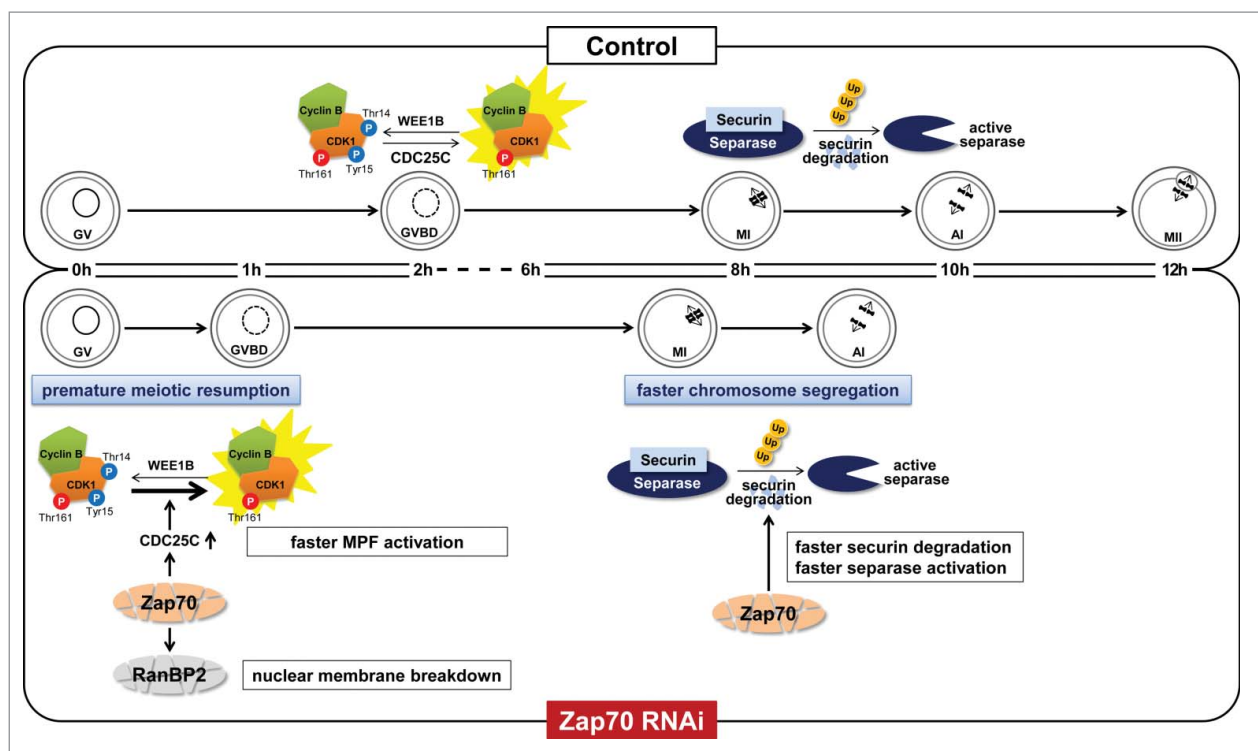 Control
Cyclin B
CDK1
Thr14
P
P
Tyr15
P
Thr161
WEE1B
CDC25C
Cyclin B
CDK1
P
Thr161
Securin
Separase
Up
Up
Up
securin
degradation
active
separase
GV
GVBD
MI
AI
MII
0h
1h
2h
6h
8h
10h
12h
GV
GVBD
MI
AI
premature meiotic resumption
faster chromosome segregation
Cyclin B
CDK1
Thr14
P
P
Tyr15
P
Thr161
WEE1B
Cyclin B
CDK1
P
Thr161
CDC25C
faster MPF activation
Zap70
RanBP2
nuclear membrane breakdown
Securin
Separase
Up
Up
Up
securin
degradation
active
separase
faster securin degradation
faster separase activation
Zap70
Zap70 RNAi